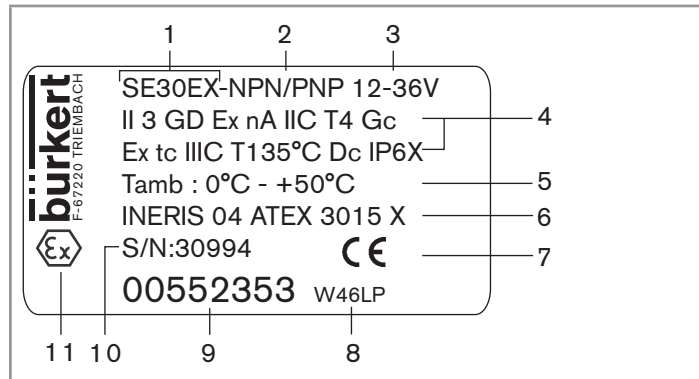 1 2 3
bürkert
F-67220 TRIEMBACH
SE30EX-NPN/PNP 12-36V
II 3 GD Ex nA IIC T4 Gc
4
Ex tc IIIC T135°C Dc IP6X
Tamb : 0°C - +50°C
5
INERIS 04 ATEX 3015 X
6
Ex
S/N:30994
CE
7
00552353 W46LP
11 10 9 8